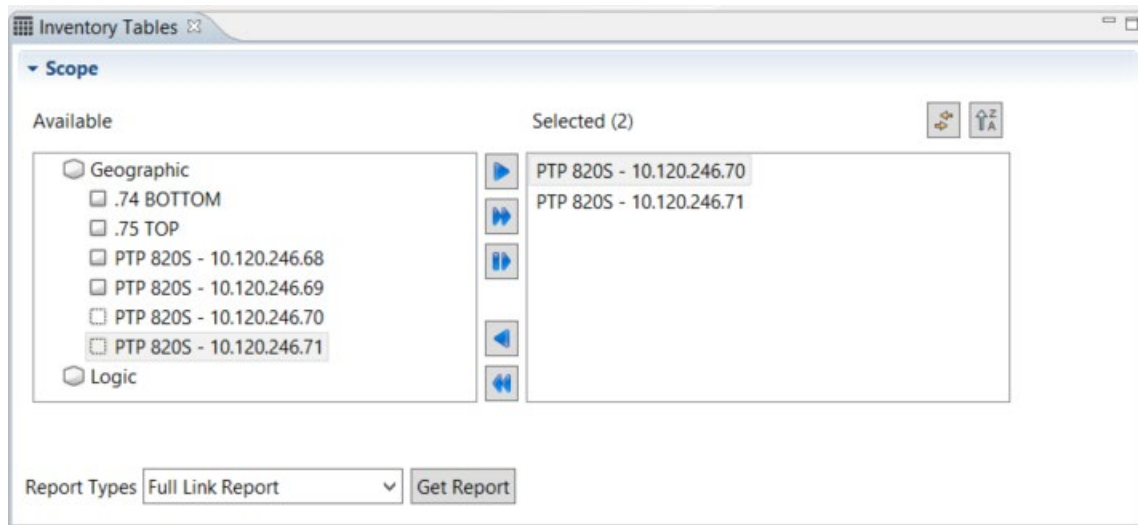 Inventory Tables
Scope
Available
Selected (2)
Geographic
.74 BOTTOM
.75 TOP
PTP 820S - 10.120.246.68
PTP 820S - 10.120.246.69
PTP 820S - 10.120.246.70
PTP 820S - 10.120.246.71
Logic
PTP 820S - 10.120.246.70
PTP 820S - 10.120.246.71
Z
A
Report Types Full Link Report Get Report